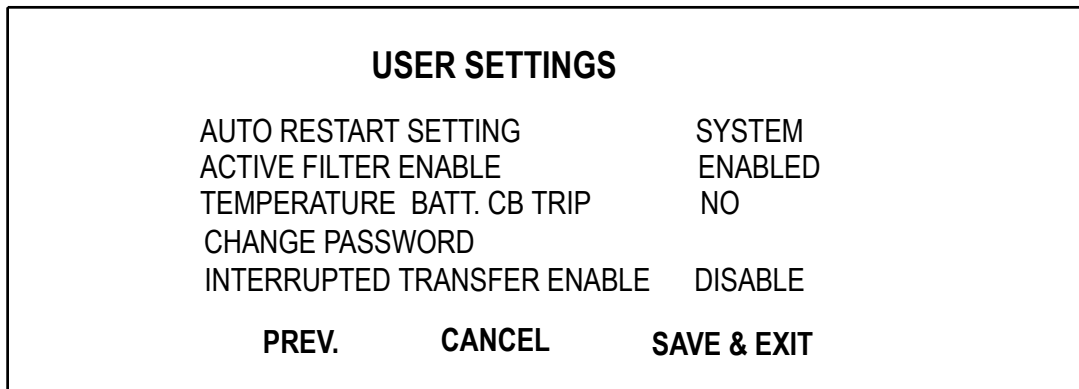 USER SETTINGS
AUTO RESTART SETTING SYSTEM
ACTIVE FILTER ENABLE ENABLED
TEMPERATURE BATT. CB TRIP NO
CHANGE PASSWORD
INTERRUPTED TRANSFER ENABLE DISABLE
PREV. CANCEL SAVE & EXIT